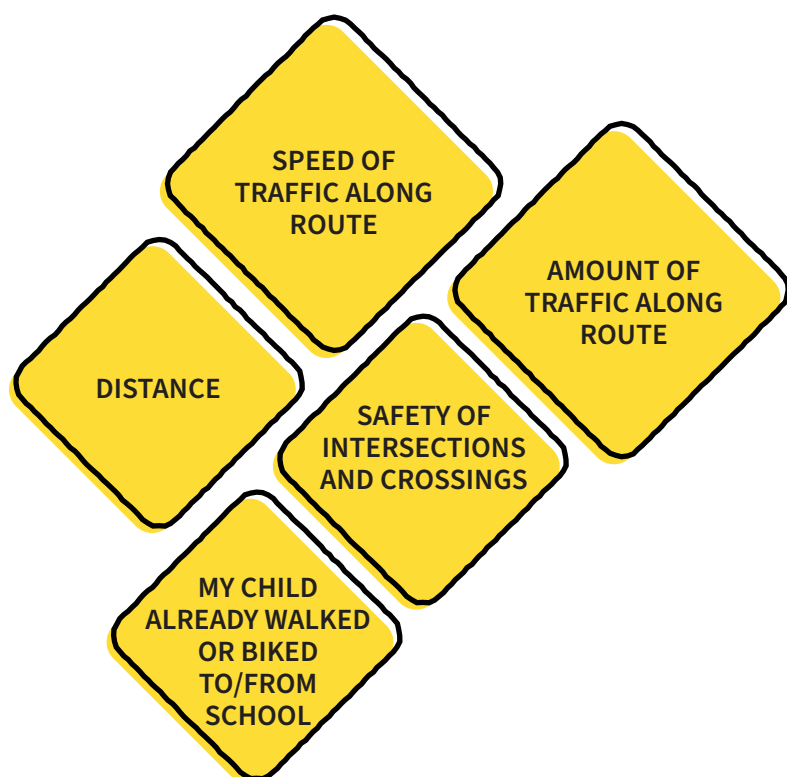 SPEED OF
TRAFFIC ALONG
ROUTE
AMOUNT OF
TRAFFIC ALONG
ROUTE
DISTANCE
SAFETY OF
INTERSECTIONS
AND CROSSINGS
MY CHILD
ALREADY WALKED
OR BIKED
TO/FROM
SCHOOL